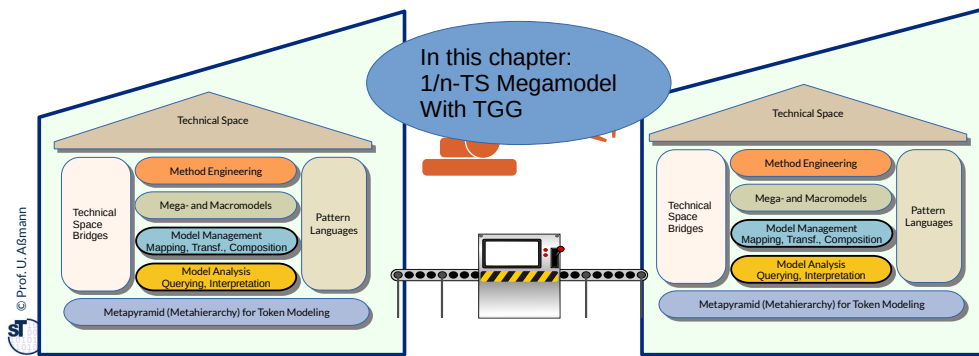 In this chapter:
1/n-TS Megamodel
With TGG
Technical Space
Technical
Space
Bridges
Method Engineering
Mega- and Macromodels
Model Management
Mapping, Transf., Composition
Model Analysis
Querying, Interpretation
Pattern
Languages
Metapyramid (Metahierarchy) for Token Modeling
Technical Space
Technical
Space
Bridges
Method Engineering
Mega- and Macromodels
Model Management
Mapping, Transf., Composition
Model Analysis
Querying, Interpretation
Pattern
Languages
Metapyramid (Metahierarchy) for Token Modeling
© Prof. U. Aßmann
ST